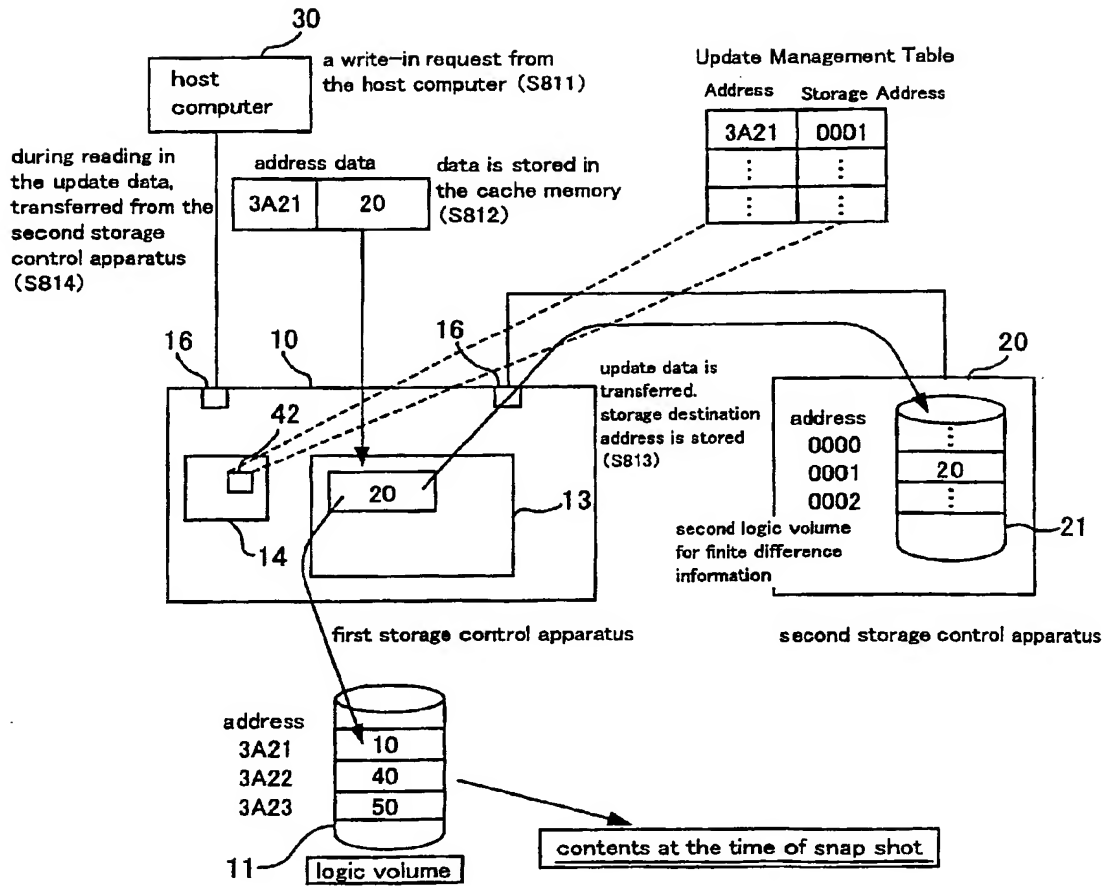 30
host
computer
a write-in request from
the host computer (S811)
Update Management Table
Address
Storage Address
3A21
0001
⋮
⋮
⋮
⋮
during reading in
the update data,
transferred from the
second storage
control apparatus
(S814)
address data
3A21
20
data is stored in
the cache memory
(S812)
16
10
16
20
42
14
20
13
update data is
transferred.
storage destination
address is stored
(S813)
address
0000
0001
0002
⋮
20
⋮
21
second logic volume
for finite difference
information
first storage control apparatus
second storage control apparatus
address
3A21
3A22
3A23
10
40
50
11
logic volume
contents at the time of snap shot